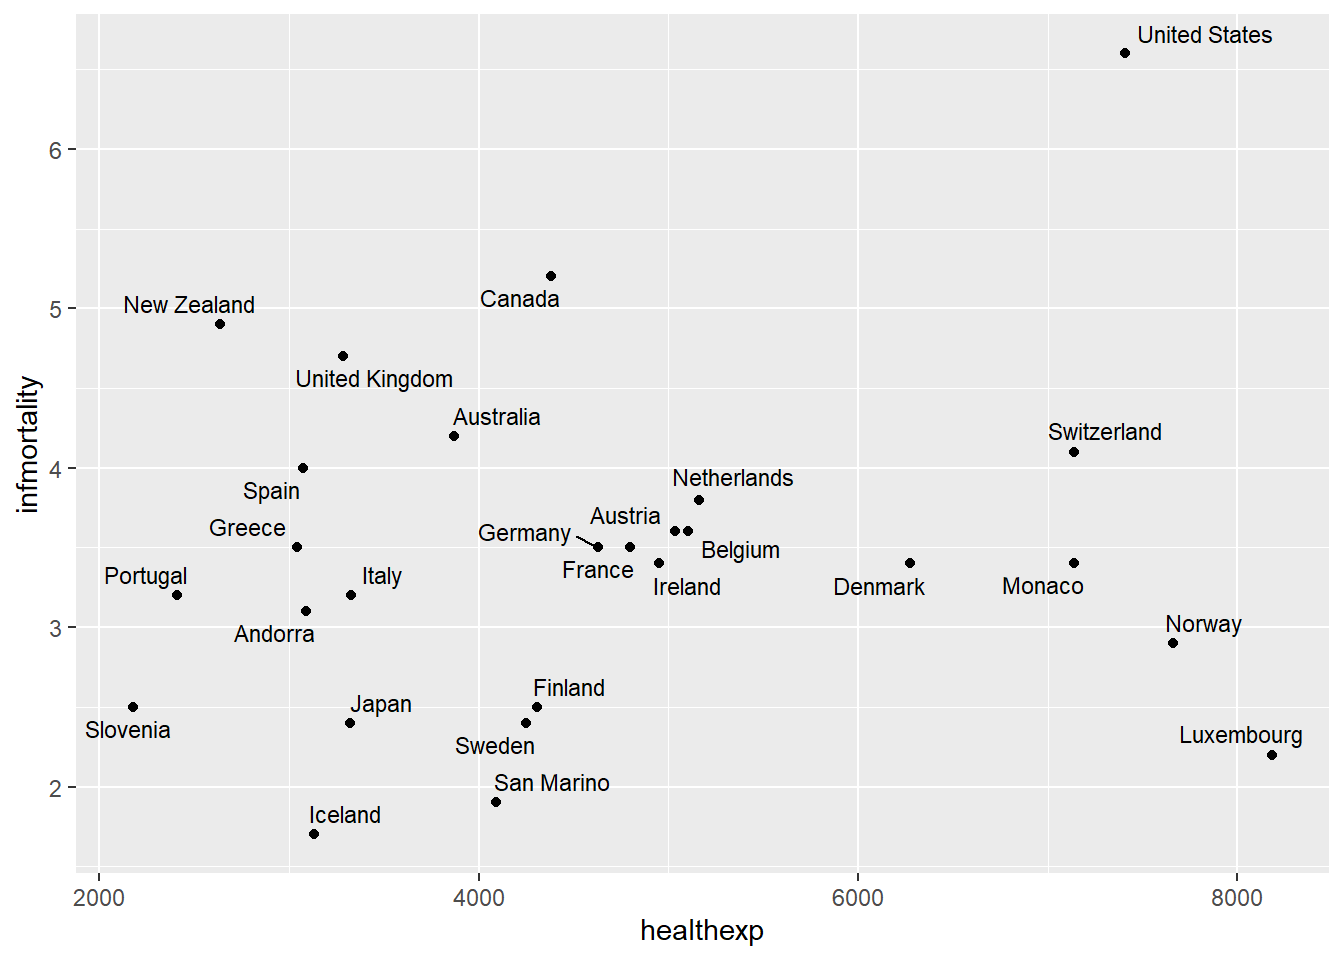 United States
6
New Zealand
Canada
5
United Kingdom
Australia
Switzerland
4
Netherlands
Spain
Austria
Greece
Germany
Belgium
France
Portugal
Italy
Ireland
Denmark
Monaco
3
Norway
Andorra
Finland
Japan
Slovenia
Luxembourg
Sweden
San Marino
2
Iceland
infmortality
2000 4000 6000 8000
healthexp